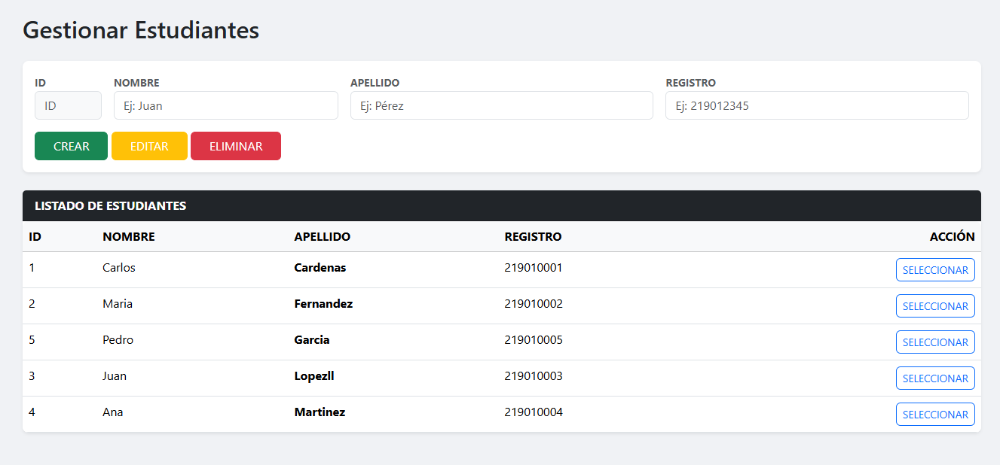 Gestionar Estudiantes
ID NOMBRE APELLIDO REGISTRO
ID Ej: Juan Ej: Pérez Ej: 219012345
CREAR EDITAR ELIMINAR
LISTADO DE ESTUDIANTES
ID NOMBRE APELLIDO REGISTRO ACCIÓN
1 Carlos Cardenas 219010001 SELECCIONAR
2 Maria Fernandez 219010002 SELECCIONAR
5 Pedro Garcia 219010005 SELECCIONAR
3 Juan Lopezll 219010003 SELECCIONAR
4 Ana Martinez 219010004 SELECCIONAR